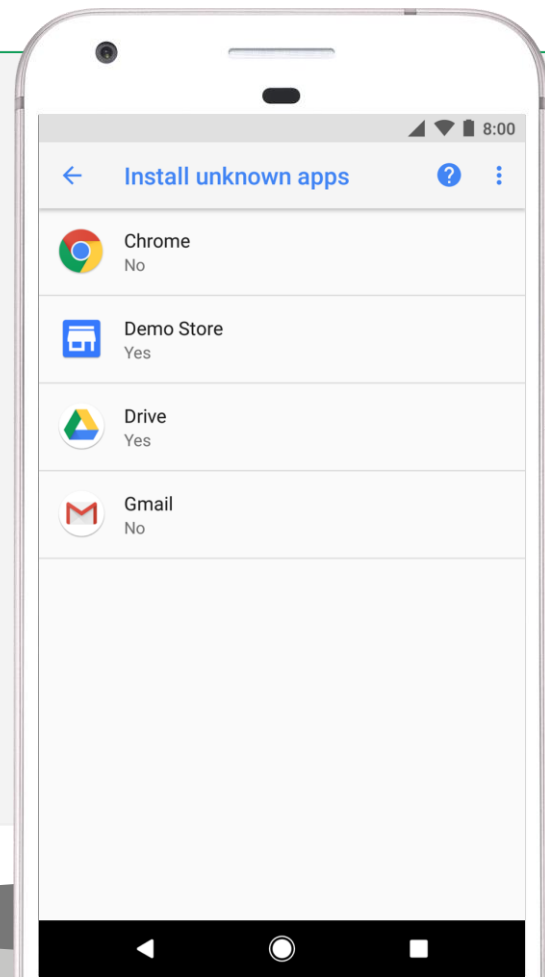 8:00
Install unknown apps
?
Chrome
No
Demo Store
Yes
Drive
Yes
Gmail
No